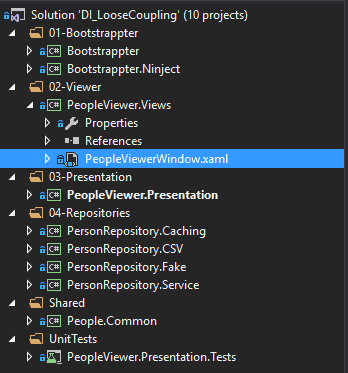 Solution 'DI_LooseCoupling' (10 projects)
01-Bootstrappter
Bootstrappter
Bootstrappter.Ninject
02-Viewer
PeopleViewer.Views
Properties
References
PeopleViewerWindow.xaml
03-Presentation
PeopleViewer.Presentation
04-Repositories
PersonRepository.Caching
PersonRepository.CSV
PersonRepository.Fake
PersonRepository.Service
Shared
People.Common
UnitTests
PeopleViewer.Presentation.Tests